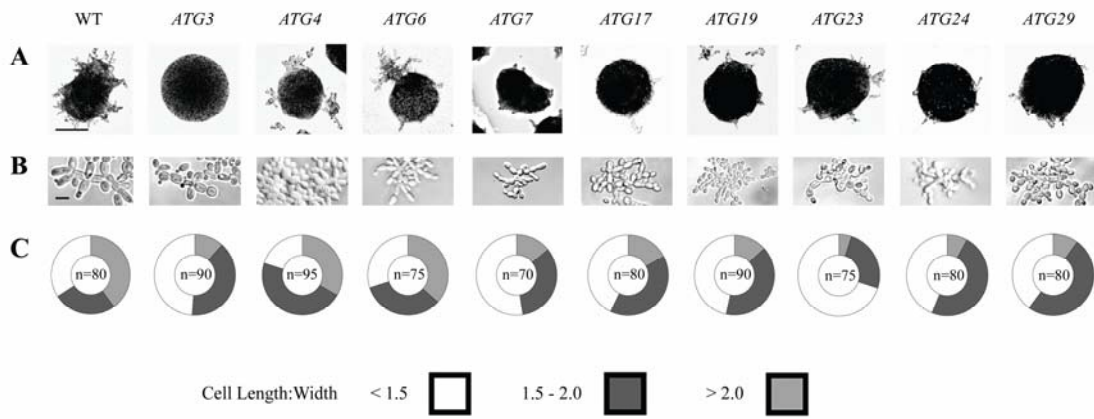 WT ATG3 ATG4 ATG6 ATG7 ATG17 ATG19 ATG23 ATG24 ATG29
A
B
C
n=80 n=90 n=95 n=75 n=70 n=80 n=90 n=75 n=80 n=80
Cell Length:Width < 1.5 1.5 - 2.0 > 2.0